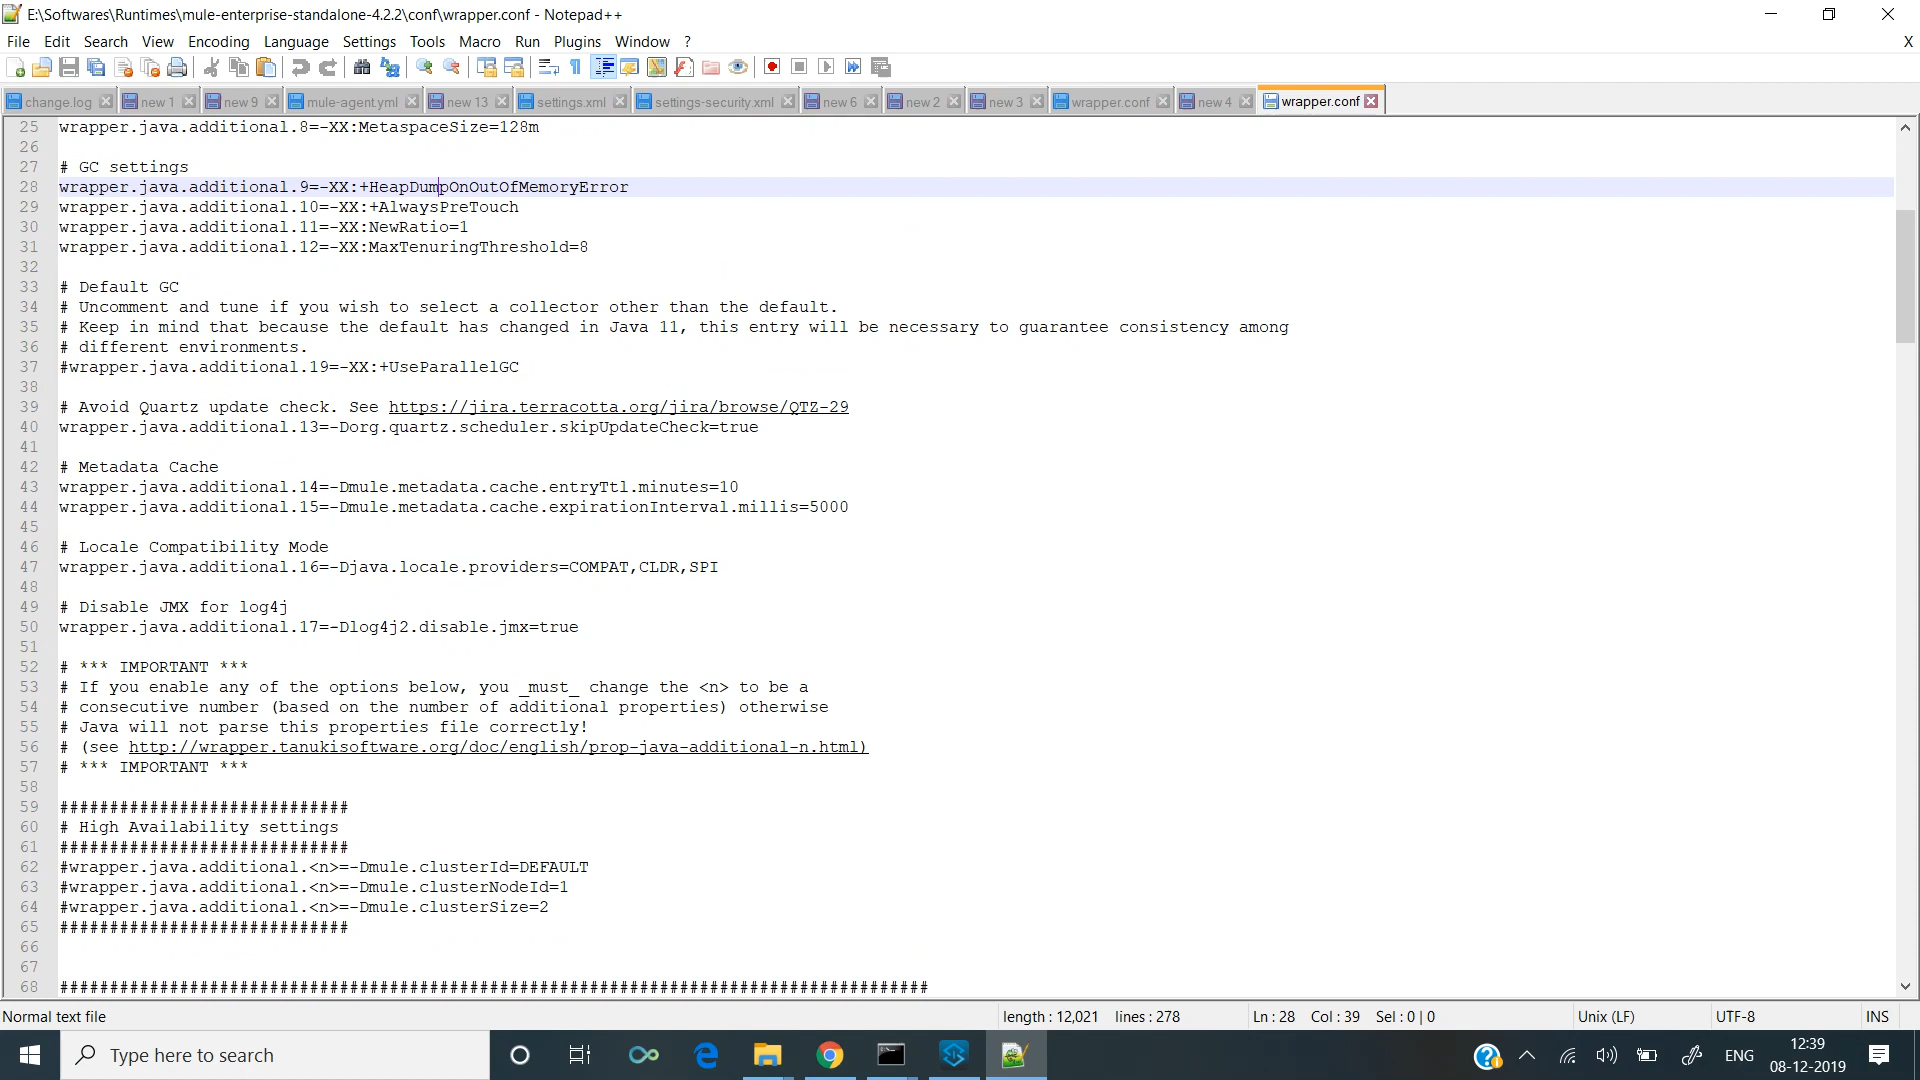 E:\Softwares\Runtimes\mule-enterprise-standalone-4.2.2\conf\wrapper.conf - Notepad++
File Edit Search View Encoding Language Settings Tools Macro Run Plugins Window ? X
change.log new 1 new 9 mule-agent.yml new 13 settings.xml settings-security.xml new 6 new 2 new 3 wrapper.conf new 4 wrapper.conf
25 wrapper.java.additional.8=-XX:MetaspaceSize=128m
26
27 # GC settings
28 wrapper.java.additional.9=-XX:+HeapDumpOnOutOfMemoryError
29 wrapper.java.additional.10=-XX:+AlwaysPreTouch
30 wrapper.java.additional.11=-XX:NewRatio=1
31 wrapper.java.additional.12=-XX:MaxTenuringThreshold=8
32
33 # Default GC
34 # Uncomment and tune if you wish to select a collector other than the default.
35 # Keep in mind that because the default has changed in Java 11, this entry will be necessary to guarantee consistency among
36 # different environments.
37 #wrapper.java.additional.19=-XX:+UseParallelGC
38
39 # Avoid Quartz update check. See https://jira.terracotta.org/jira/browse/QTZ-29
40 wrapper.java.additional.13=-Dorg.quartz.scheduler.skipUpdateCheck=true
41
42 # Metadata Cache
43 wrapper.java.additional.14=-Dmule.metadata.cache.entryTtl.minutes=10
44 wrapper.java.additional.15=-Dmule.metadata.cache.expirationInterval.millis=5000
45
46 # Locale Compatibility Mode
47 wrapper.java.additional.16=-Djava.locale.providers=COMPAT,CLDR,SPI
48
49 # Disable JMX for log4j
50 wrapper.java.additional.17=-Dlog4j2.disable.jmx=true
51
52 # *** IMPORTANT ***
53 # If you enable any of the options below, you _must_ change the <n> to be a
54 # consecutive number (based on the number of additional properties) otherwise
55 # Java will not parse this properties file correctly!
56 # (see http://wrapper.tanukisoftware.org/doc/english/prop-java-additional-n.html)
57 # *** IMPORTANT ***
58
59 #############################
60 # High Availability settings
61 #############################
62 #wrapper.java.additional.<n>=-Dmule.clusterId=DEFAULT
63 #wrapper.java.additional.<n>=-Dmule.clusterNodeId=1
64 #wrapper.java.additional.<n>=-Dmule.clusterSize=2
65 #############################
66
67
68 #######################################################################################
Normal text file length : 12,021 lines : 278 Ln : 28 Col : 39 Sel : 0 | 0 Unix (LF) UTF-8 INS
Type here to search ENG 12:39
08-12-2019